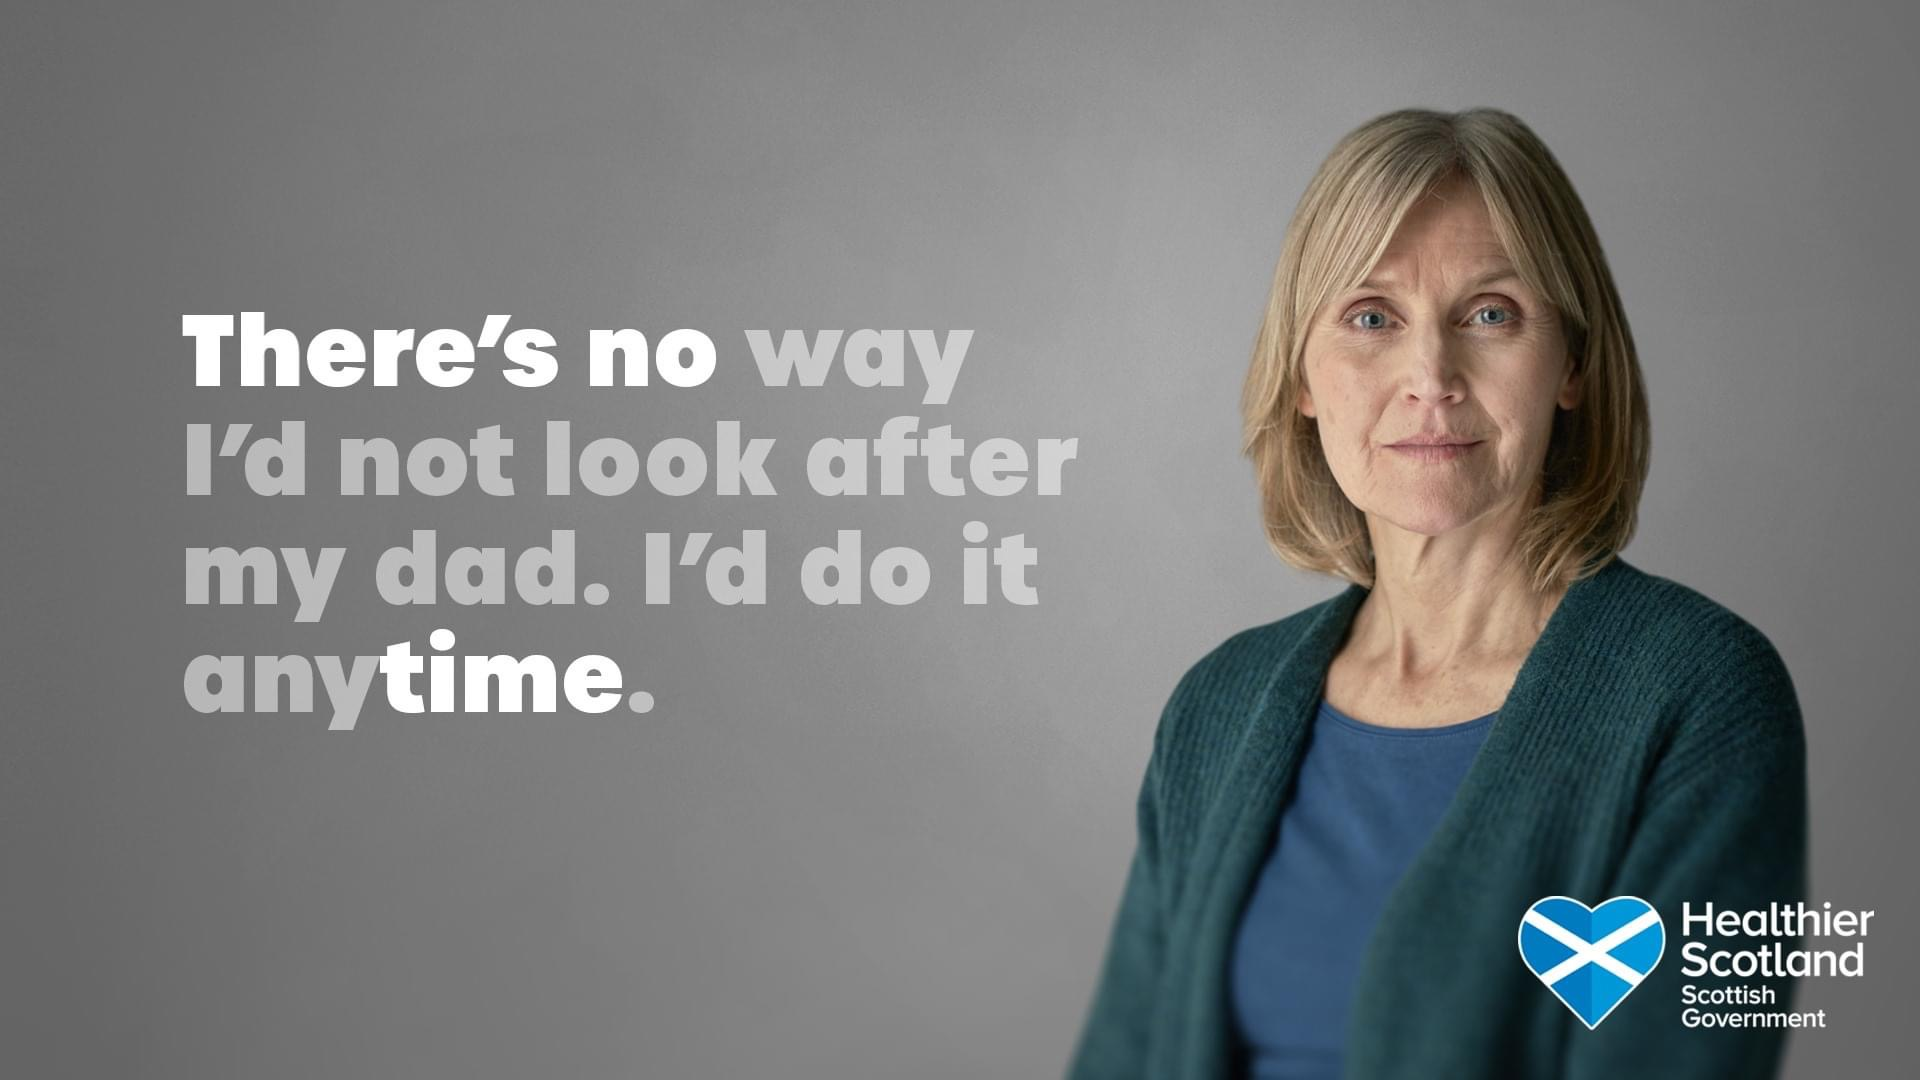 There’s no way
I’d not look after
my dad. I’d do it
anytime.
Healthier
Scotland
Scottish
Government